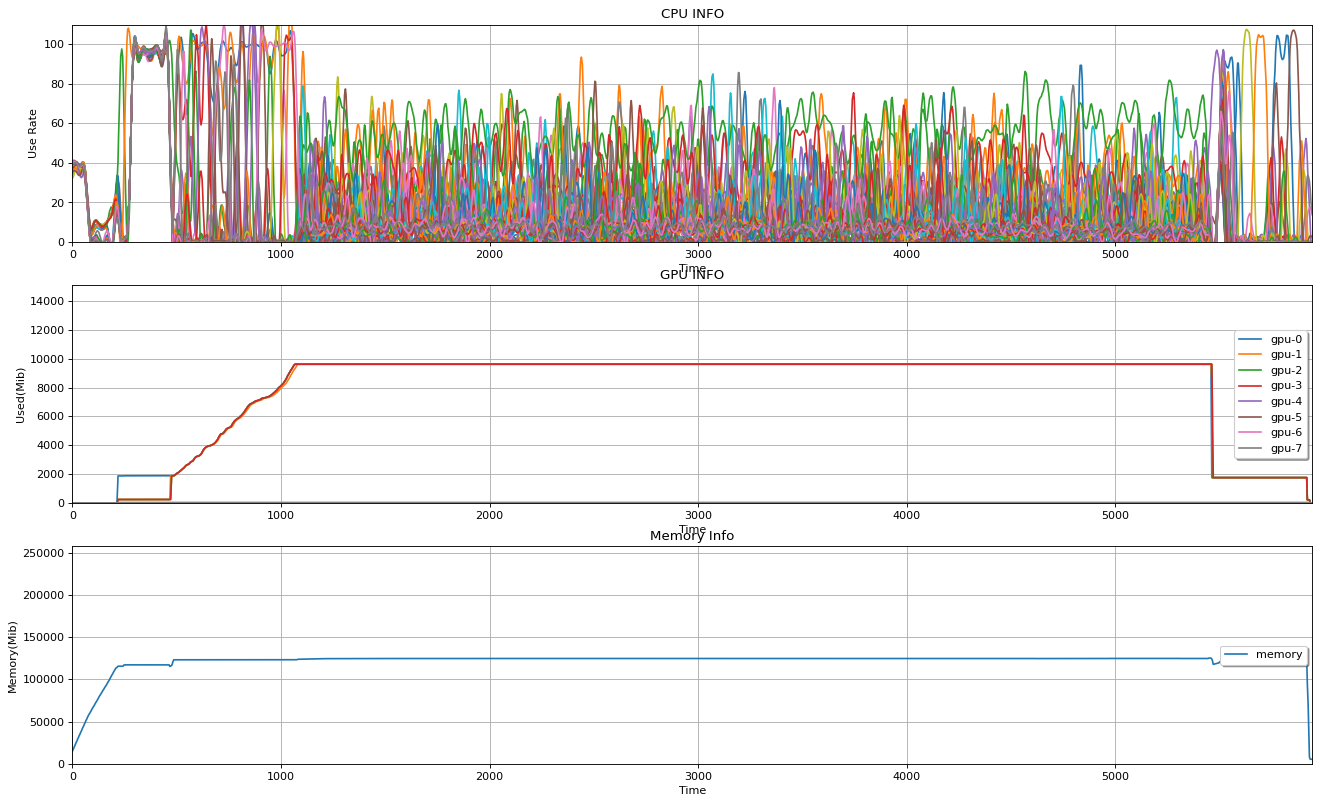 CPU INFO
100
80
60
40
20
0
Use Rate
0 1000 2000 3000 4000 5000
Time
GPU INFO
14000
12000
10000
8000
6000
4000
2000
0
Used(Mib)
gpu-0
gpu-1
gpu-2
gpu-3
gpu-4
gpu-5
gpu-6
gpu-7
0 1000 2000 3000 4000 5000
Time
Memory Info
250000
200000
150000
100000
50000
0
Memory(Mib)
memory
0 1000 2000 3000 4000 5000
Time